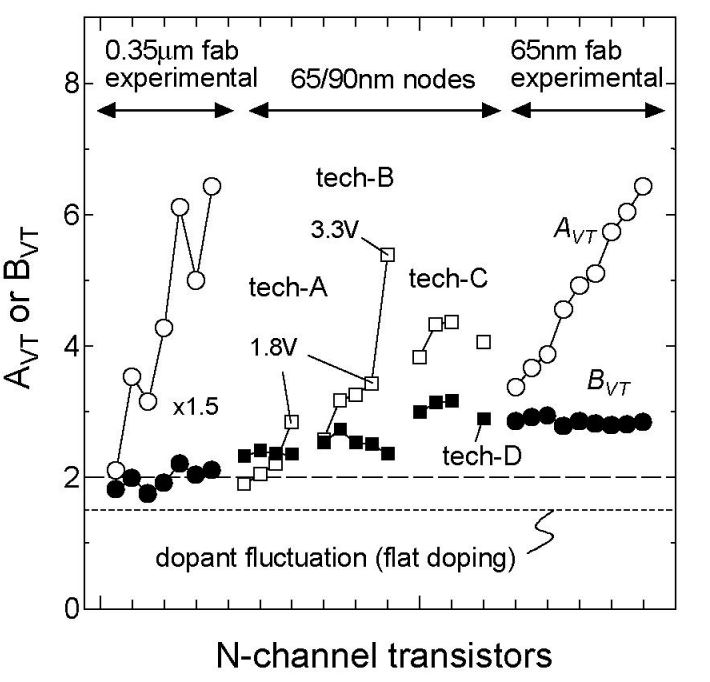 0.35μm fab
experimental
65/90nm nodes
65nm fab
experimental
8
6
4
2
0
A_VT or B_VT
tech-B
3.3V
tech-A
tech-C
1.8V
x1.5
A_VT
B_VT
tech-D
dopant fluctuation (flat doping)
N-channel transistors